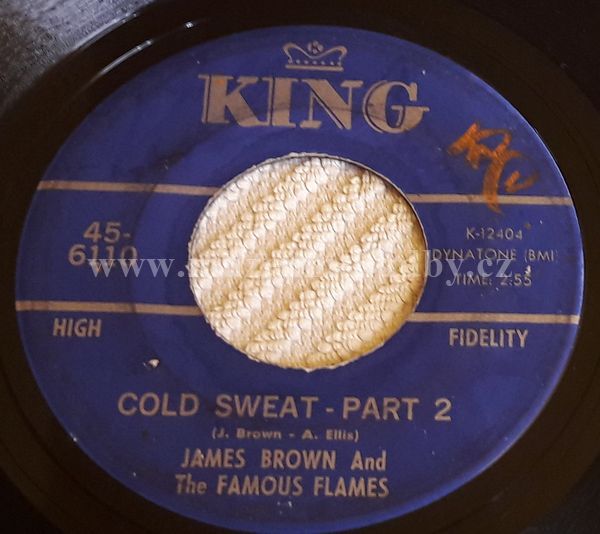 KING
45-
6110
K-12404
DYNATONE (BMI)
TIME: 2:55
HIGH
FIDELITY
COLD SWEAT - PART 2
(J. Brown - A. Ellis)
JAMES BROWN And
The FAMOUS FLAMES